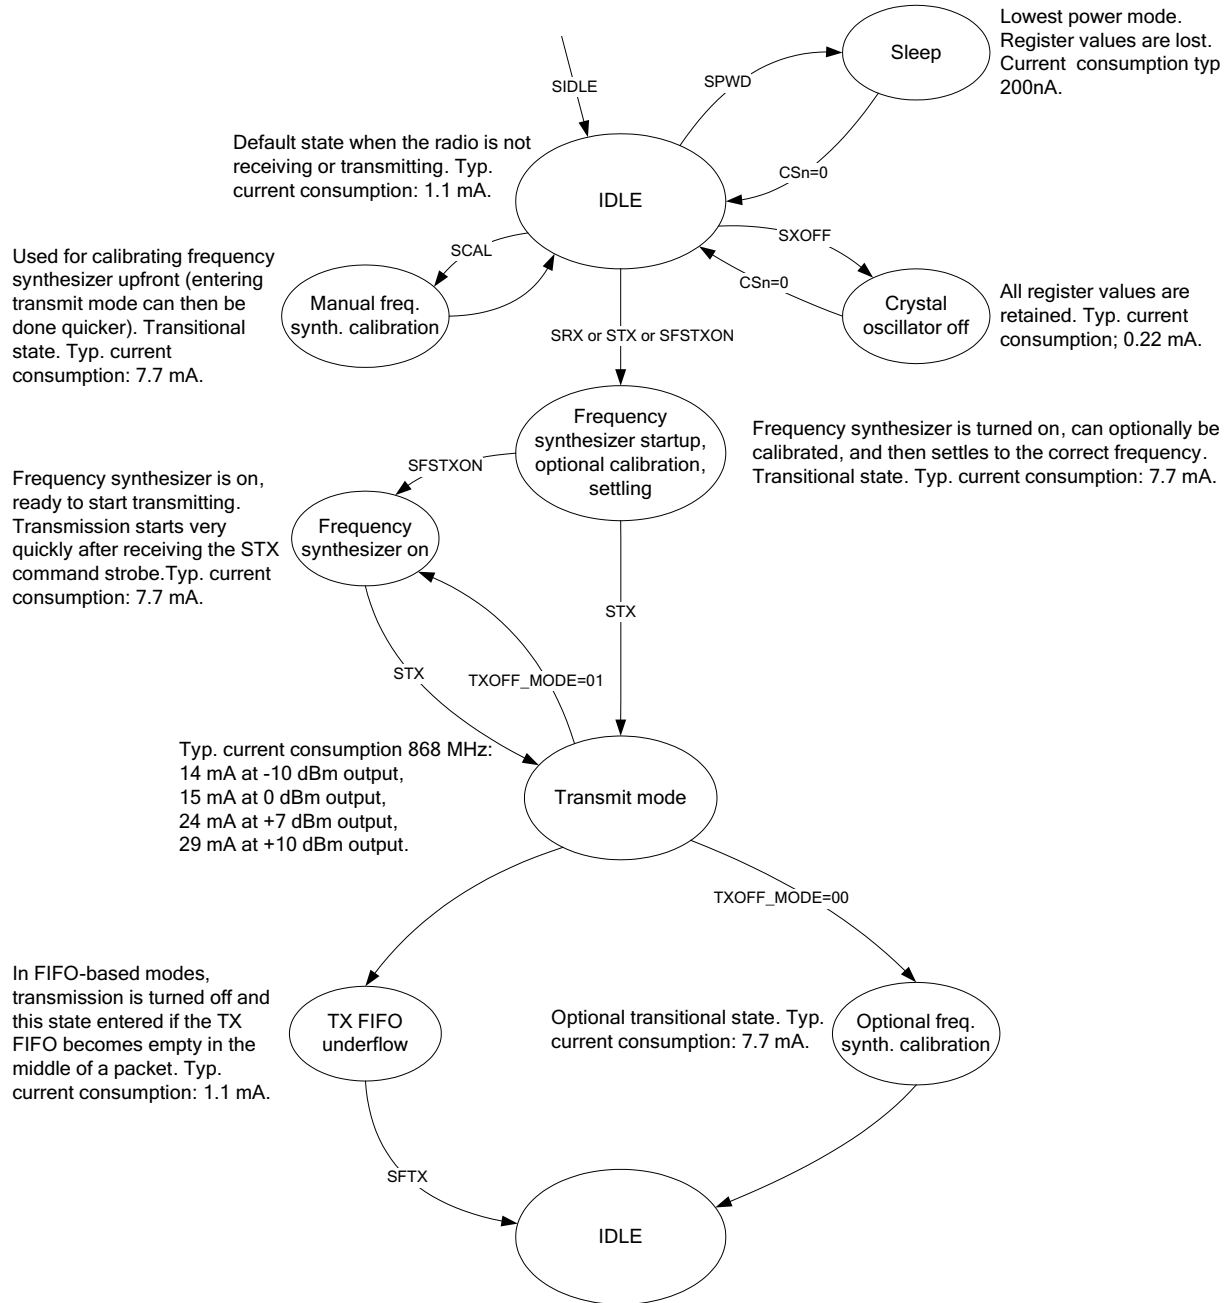 Lowest power mode.
Register values are lost.
Current consumption typ
200nA.
Sleep
SIDLE
SPWD
Default state when the radio is not
receiving or transmitting. Typ.
current consumption: 1.1 mA.
IDLE
CSn=0
SXOFF
Used for calibrating frequency
synthesizer upfront (entering
transmit mode can then be
done quicker). Transitional
state. Typ. current
consumption: 7.7 mA.
SCAL
Manual freq.
synth. calibration
CSn=0
Crystal
oscillator off
All register values are
retained. Typ. current
consumption; 0.22 mA.
SRX or STX or SFSTXON
Frequency
synthesizer startup,
optional calibration,
settling
Frequency synthesizer is turned on, can optionally be
calibrated, and then settles to the correct frequency.
Transitional state. Typ. current consumption: 7.7 mA.
SFSTXON
Frequency synthesizer is on,
ready to start transmitting.
Transmission starts very
quickly after receiving the STX
command strobe.Typ. current
consumption: 7.7 mA.
Frequency
synthesizer on
STX
STX
TXOFF_MODE=01
Typ. current consumption 868 MHz:
14 mA at -10 dBm output,
15 mA at 0 dBm output,
24 mA at +7 dBm output,
29 mA at +10 dBm output.
Transmit mode
TXOFF_MODE=00
In FIFO-based modes,
transmission is turned off and
this state entered if the TX
FIFO becomes empty in the
middle of a packet. Typ.
current consumption: 1.1 mA.
TX FIFO
underflow
Optional transitional state. Typ.
current consumption: 7.7 mA.
Optional freq.
synth. calibration
SFTX
IDLE